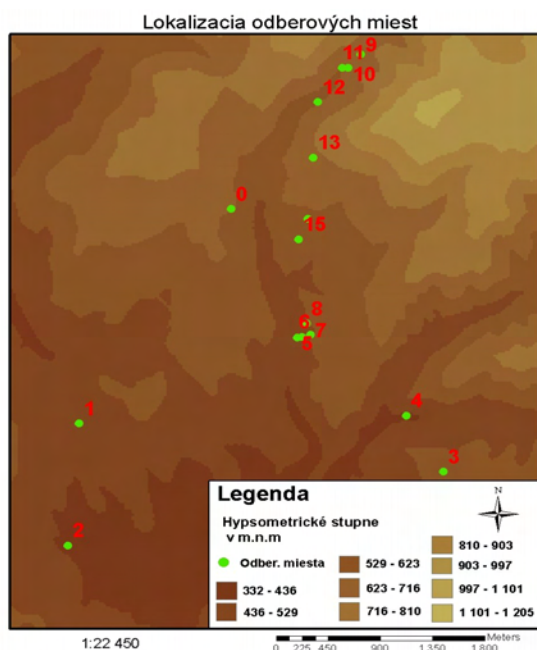 Lokalizacia odberových miest
9
11
10
12
13
0
15
8
6
7
5
4
1
3
2
Legenda
N
Hypsometrické stupne
v m.n.m
Odber. miesta
332 - 436
436 - 529
529 - 623
623 - 716
716 - 810
810 - 903
903 - 997
997 - 1 101
1 101 - 1 205
1:22 450
Meters
0 225 450 900 1 350 1 800